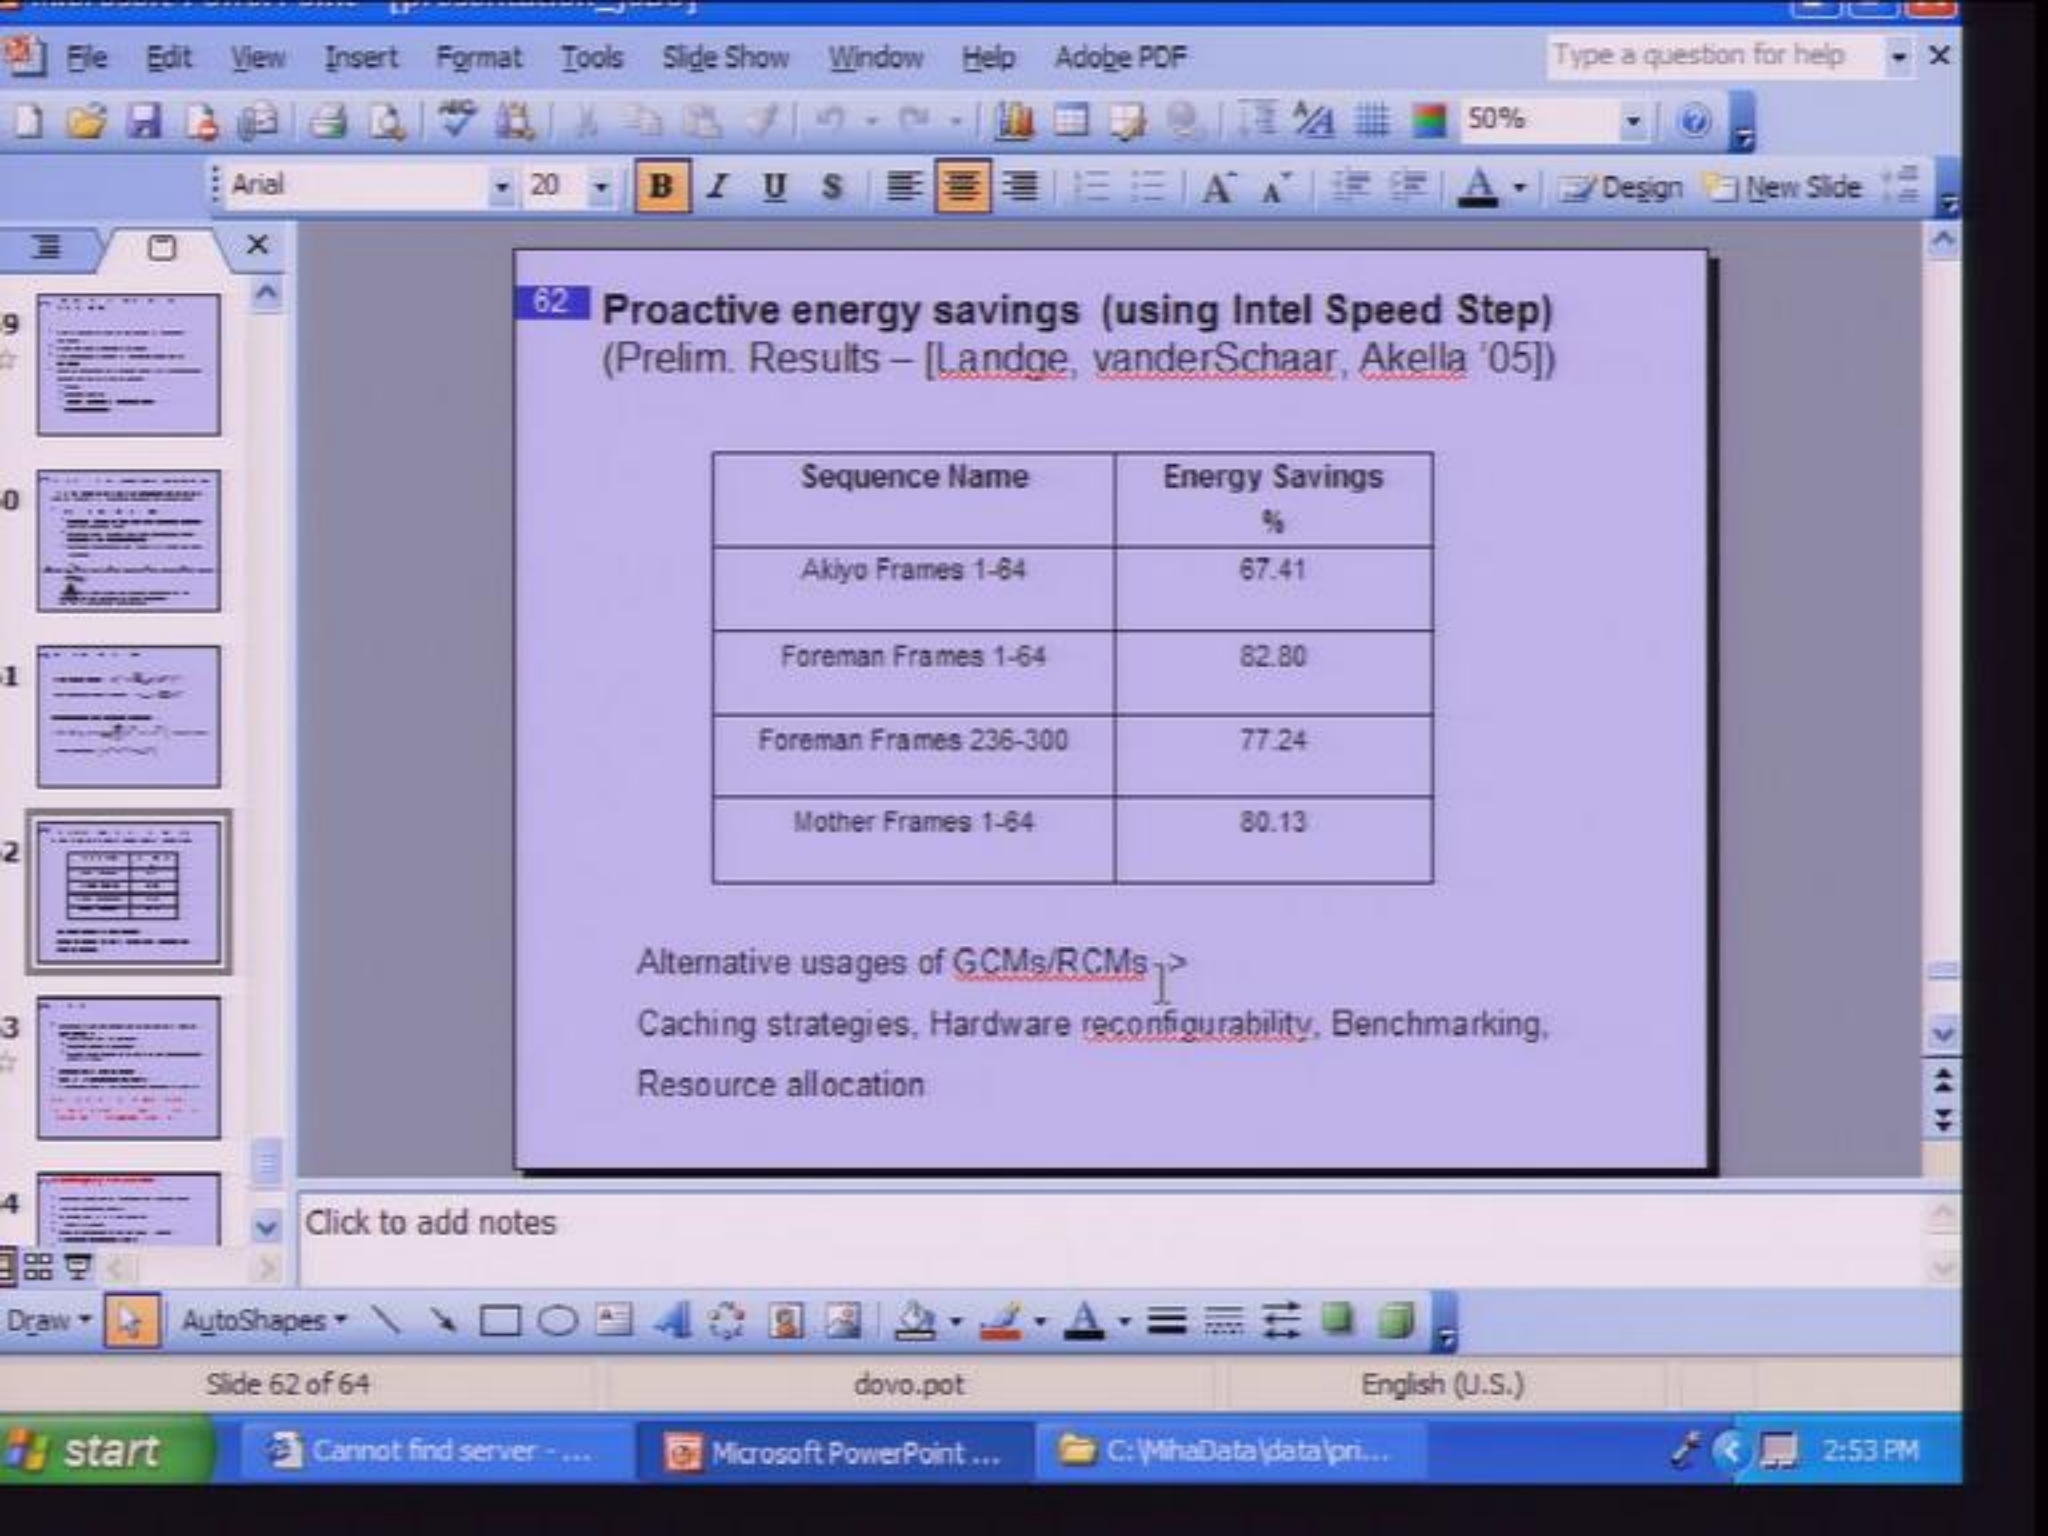 File Edit View Insert Format Tools Slide Show Window Help Adobe PDF Type a question for help
50%
Arial 20 B I U S Design New Slide
62 Proactive energy savings (using Intel Speed Step)
(Prelim. Results – [Landge, vanderSchaar, Akella '05])
Sequence Name Energy Savings
%
Akiyo Frames 1-64 67.41
Foreman Frames 1-64 82.80
Foreman Frames 236-300 77.24
Mother Frames 1-64 80.13
Alternative usages of GCMs/RCMs ->
Caching strategies, Hardware reconfigurability, Benchmarking,
Resource allocation
Click to add notes
Draw AutoShapes
Slide 62 of 64 dovo.pot English (U.S.)
start Cannot find server - ... Microsoft PowerPoint ... C:\MihaData\data\pri... 2:53 PM